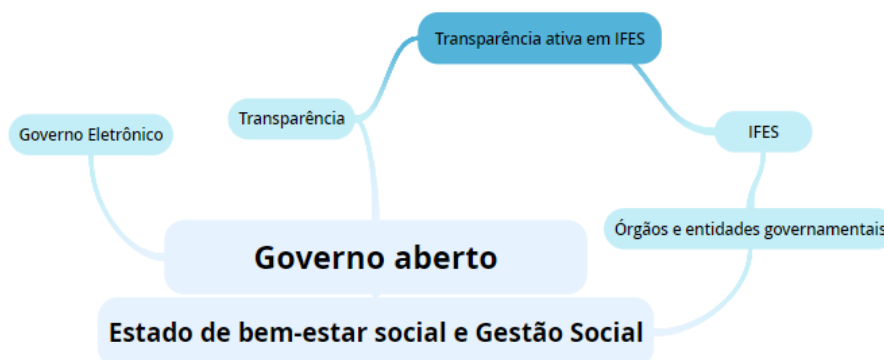 Transparência ativa em IFES
Transparência
Governo Eletrônico
IFES
Órgãos e entidades governamentais
Governo aberto
Estado de bem-estar social e Gestão Social